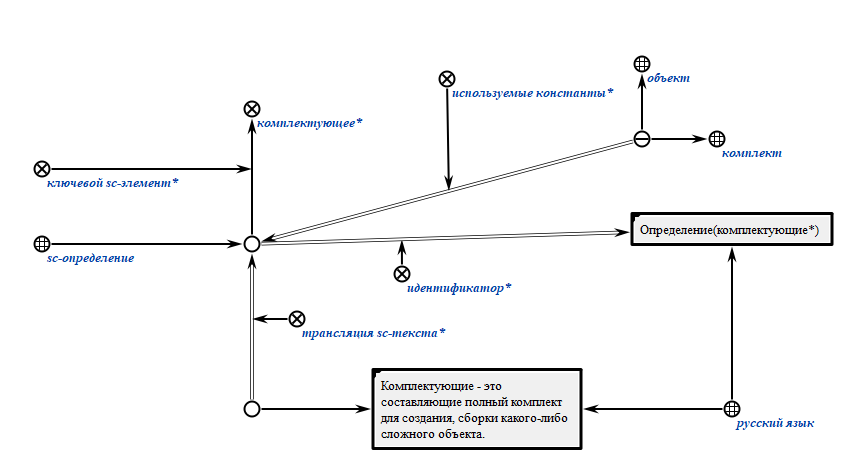 объект
используемые константы*
комплектующее*
комплект
ключевой sc-элемент*
Определение(комплектующие*)
sc-определение
идентификатор*
трансляция sc-текста*
Комплектующие - это
составляющие полный комплект
для создания, сборки какого-либо
сложного объекта.
русский язык